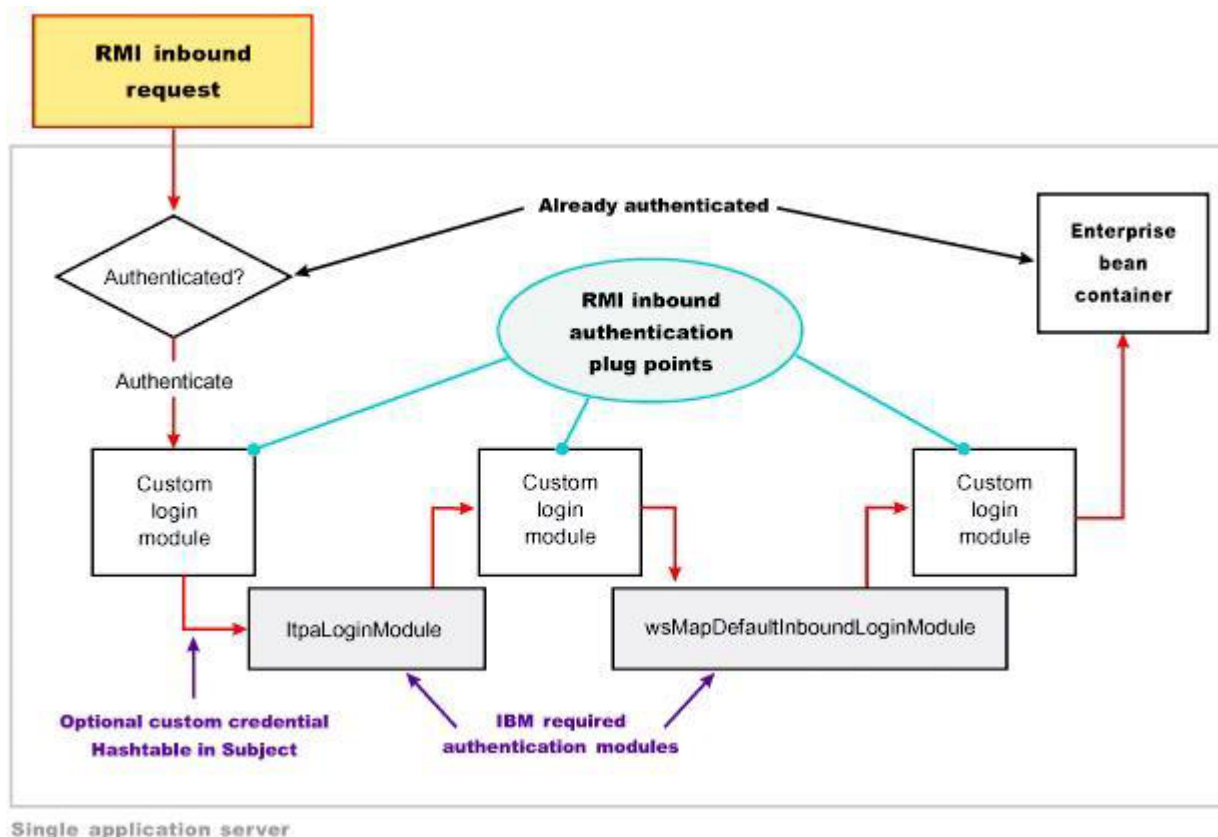 RMI inbound
request
Already authenticated
Enterprise
bean
container
Authenticated?
RMI inbound
authentication
plug points
Authenticate
Custom
login
module
Custom
login
module
Custom
login
module
ltpaLoginModule
wsMapDefaultInboundLoginModule
Optional custom credential
Hashtable in Subject
IBM required
authentication modules
Single application server